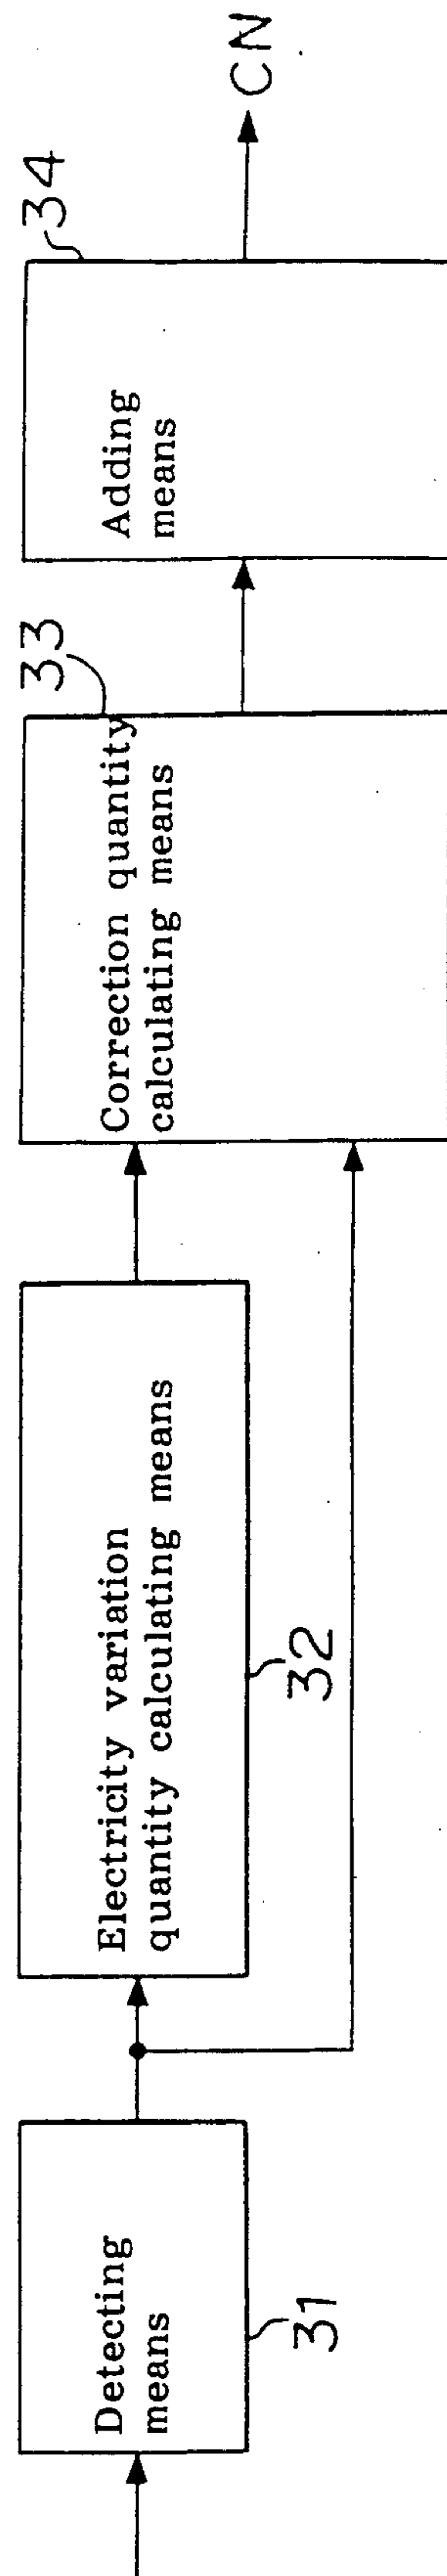 Detecting
means
31
Electricity variation
quantity calculating means
32
Correction quantity
calculating means
33
Adding
means
34
CN